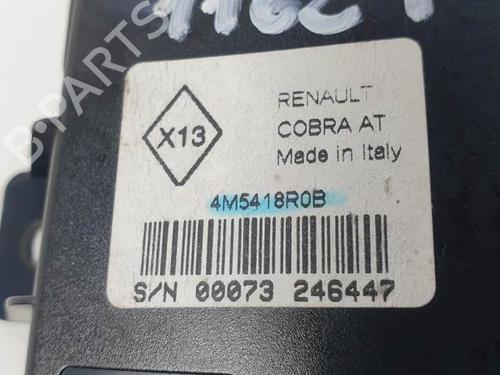 X13
RENAULT
COBRA AT
Made in Italy
4M5418R0B
S/N 00073 246447
B-PARTS